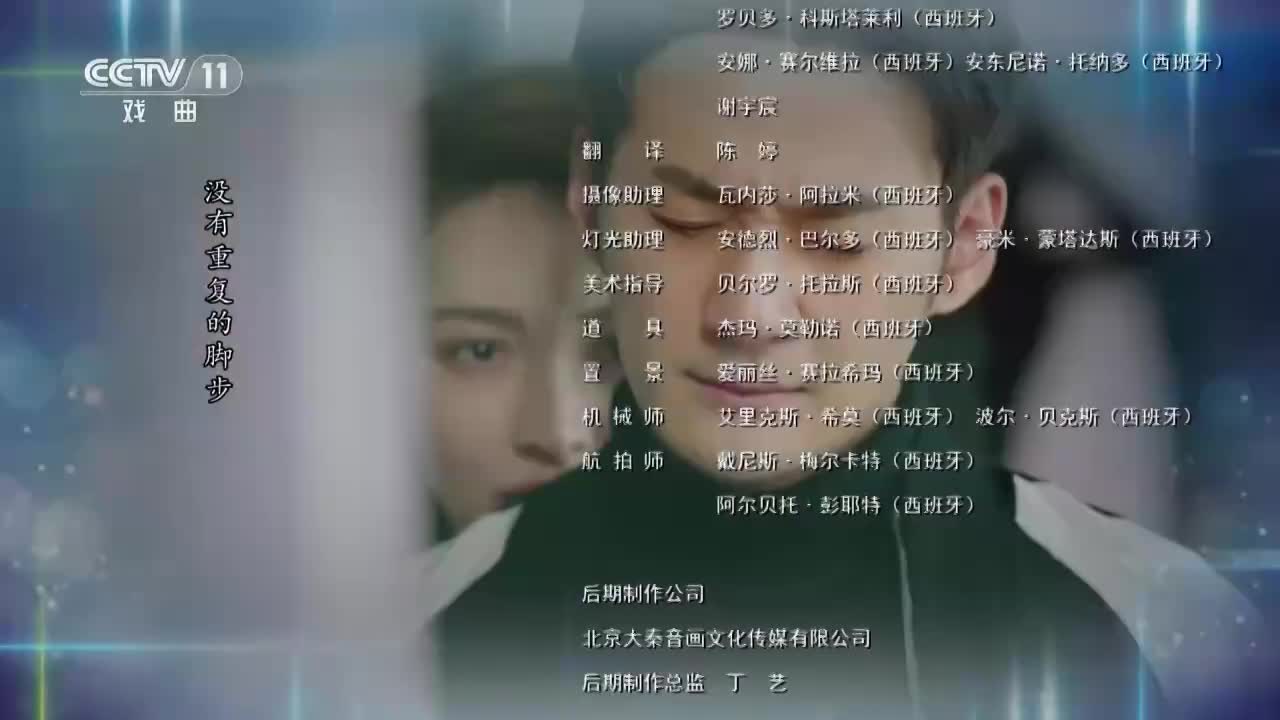 CCTV 11
戏曲
没有重复的脚步
罗贝多·科斯塔莱利（西班牙）
安娜·赛尔维拉（西班牙）安东尼诺·托纳多（西班牙）
谢宇宸
翻 译 陈 婷
摄像助理 瓦内莎·阿拉米（西班牙）
灯光助理 安德烈·巴尔多（西班牙） 豪米·蒙塔达斯（西班牙）
美术指导 贝尔罗·托拉斯（西班牙）
道 具 杰玛·莫勒诺（西班牙）
置 景 爱丽丝·赛拉希玛（西班牙）
机械师 艾里克斯·希莫（西班牙） 波尔·贝克斯（西班牙）
航拍师 戴尼斯·梅尔卡特（西班牙）
阿尔贝托·彭耶特（西班牙）
后期制作公司
北京大秦音画文化传媒有限公司
后期制作总监 丁 艺